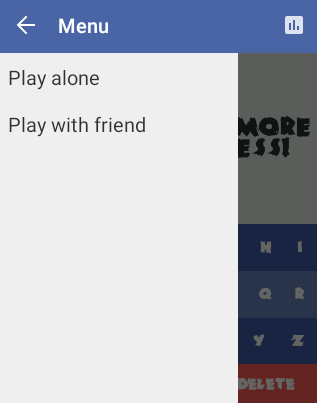 Menu
Play alone
Play with friend
MORE
ESS!
H I
Q R
Y Z
DELETE